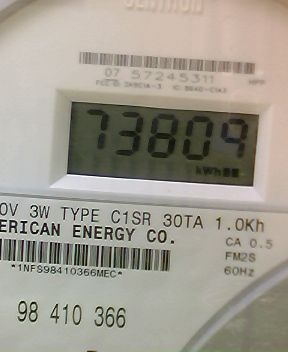 CENTRON
07 57245311
73809
kWh
0V 3W TYPE C1SR 30TA 1.0Kh
ERICAN ENERGY CO.
CA 0.5
FM2S
*1NFS98410366MEC*
60Hz
98 410 366